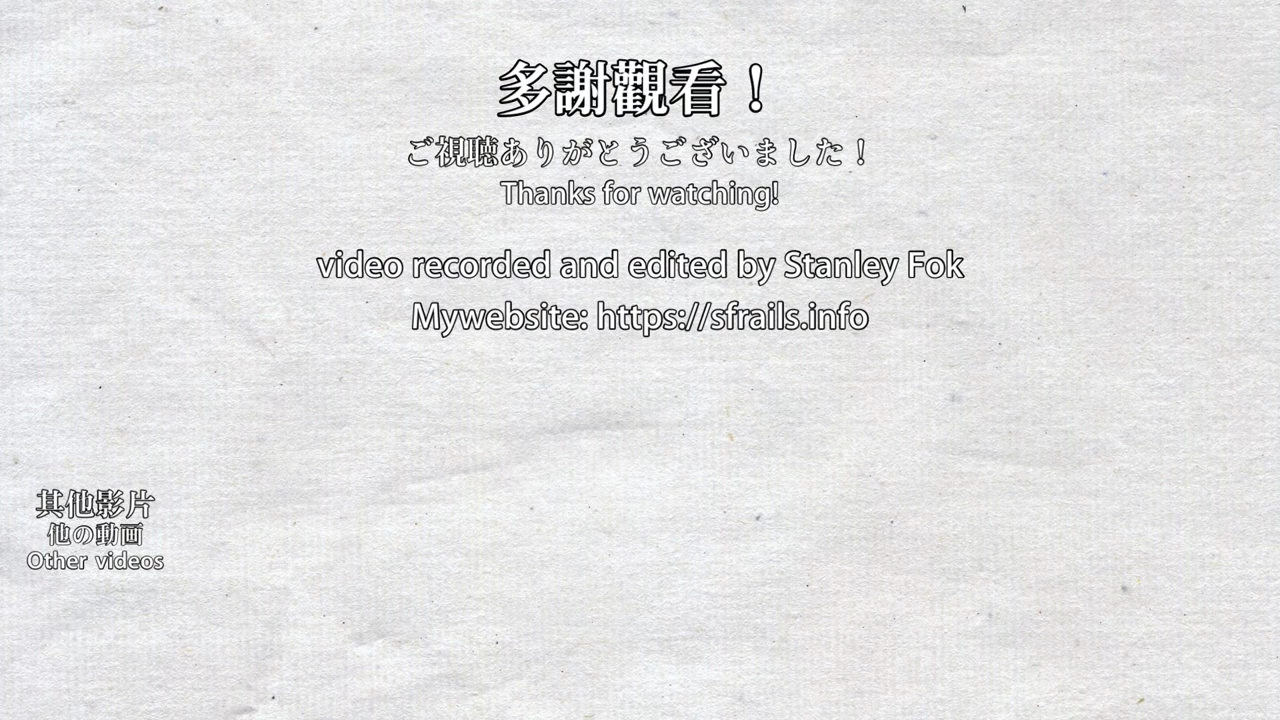 多謝觀看！
ご視聴ありがとうございました！
Thanks for watching!
video recorded and edited by Stanley Fok
Mywebsite: https://sfrails.info
其他影片
他の動画
Other videos